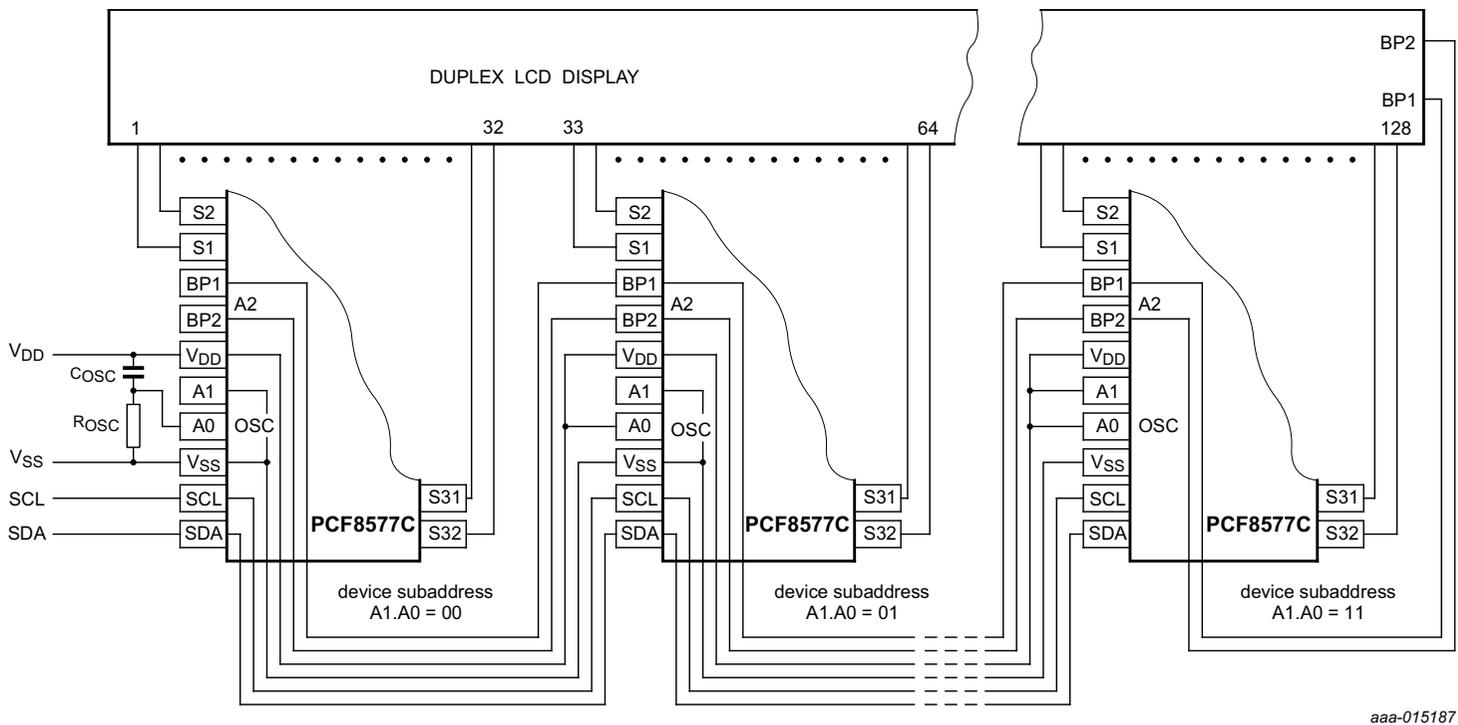 BP2
DUPLEX LCD DISPLAY
BP1
1 32 33 64 128
S2 S2 S2
S1 S1 S1
BP1 BP1 BP1
A2 A2 A2
BP2 BP2 BP2
VDD VDD VDD VDD
COSC
A1 A1 A1
ROSC A0 OSC A0 OSC A0 OSC
VSS VSS VSS VSS
SCL SCL S31 SCL S31 SCL S31
PCF8577C PCF8577C PCF8577C
SDA SDA S32 SDA S32 SDA S32
device subaddress device subaddress device subaddress
A1.A0 = 00 A1.A0 = 01 A1.A0 = 11
aaa-015187